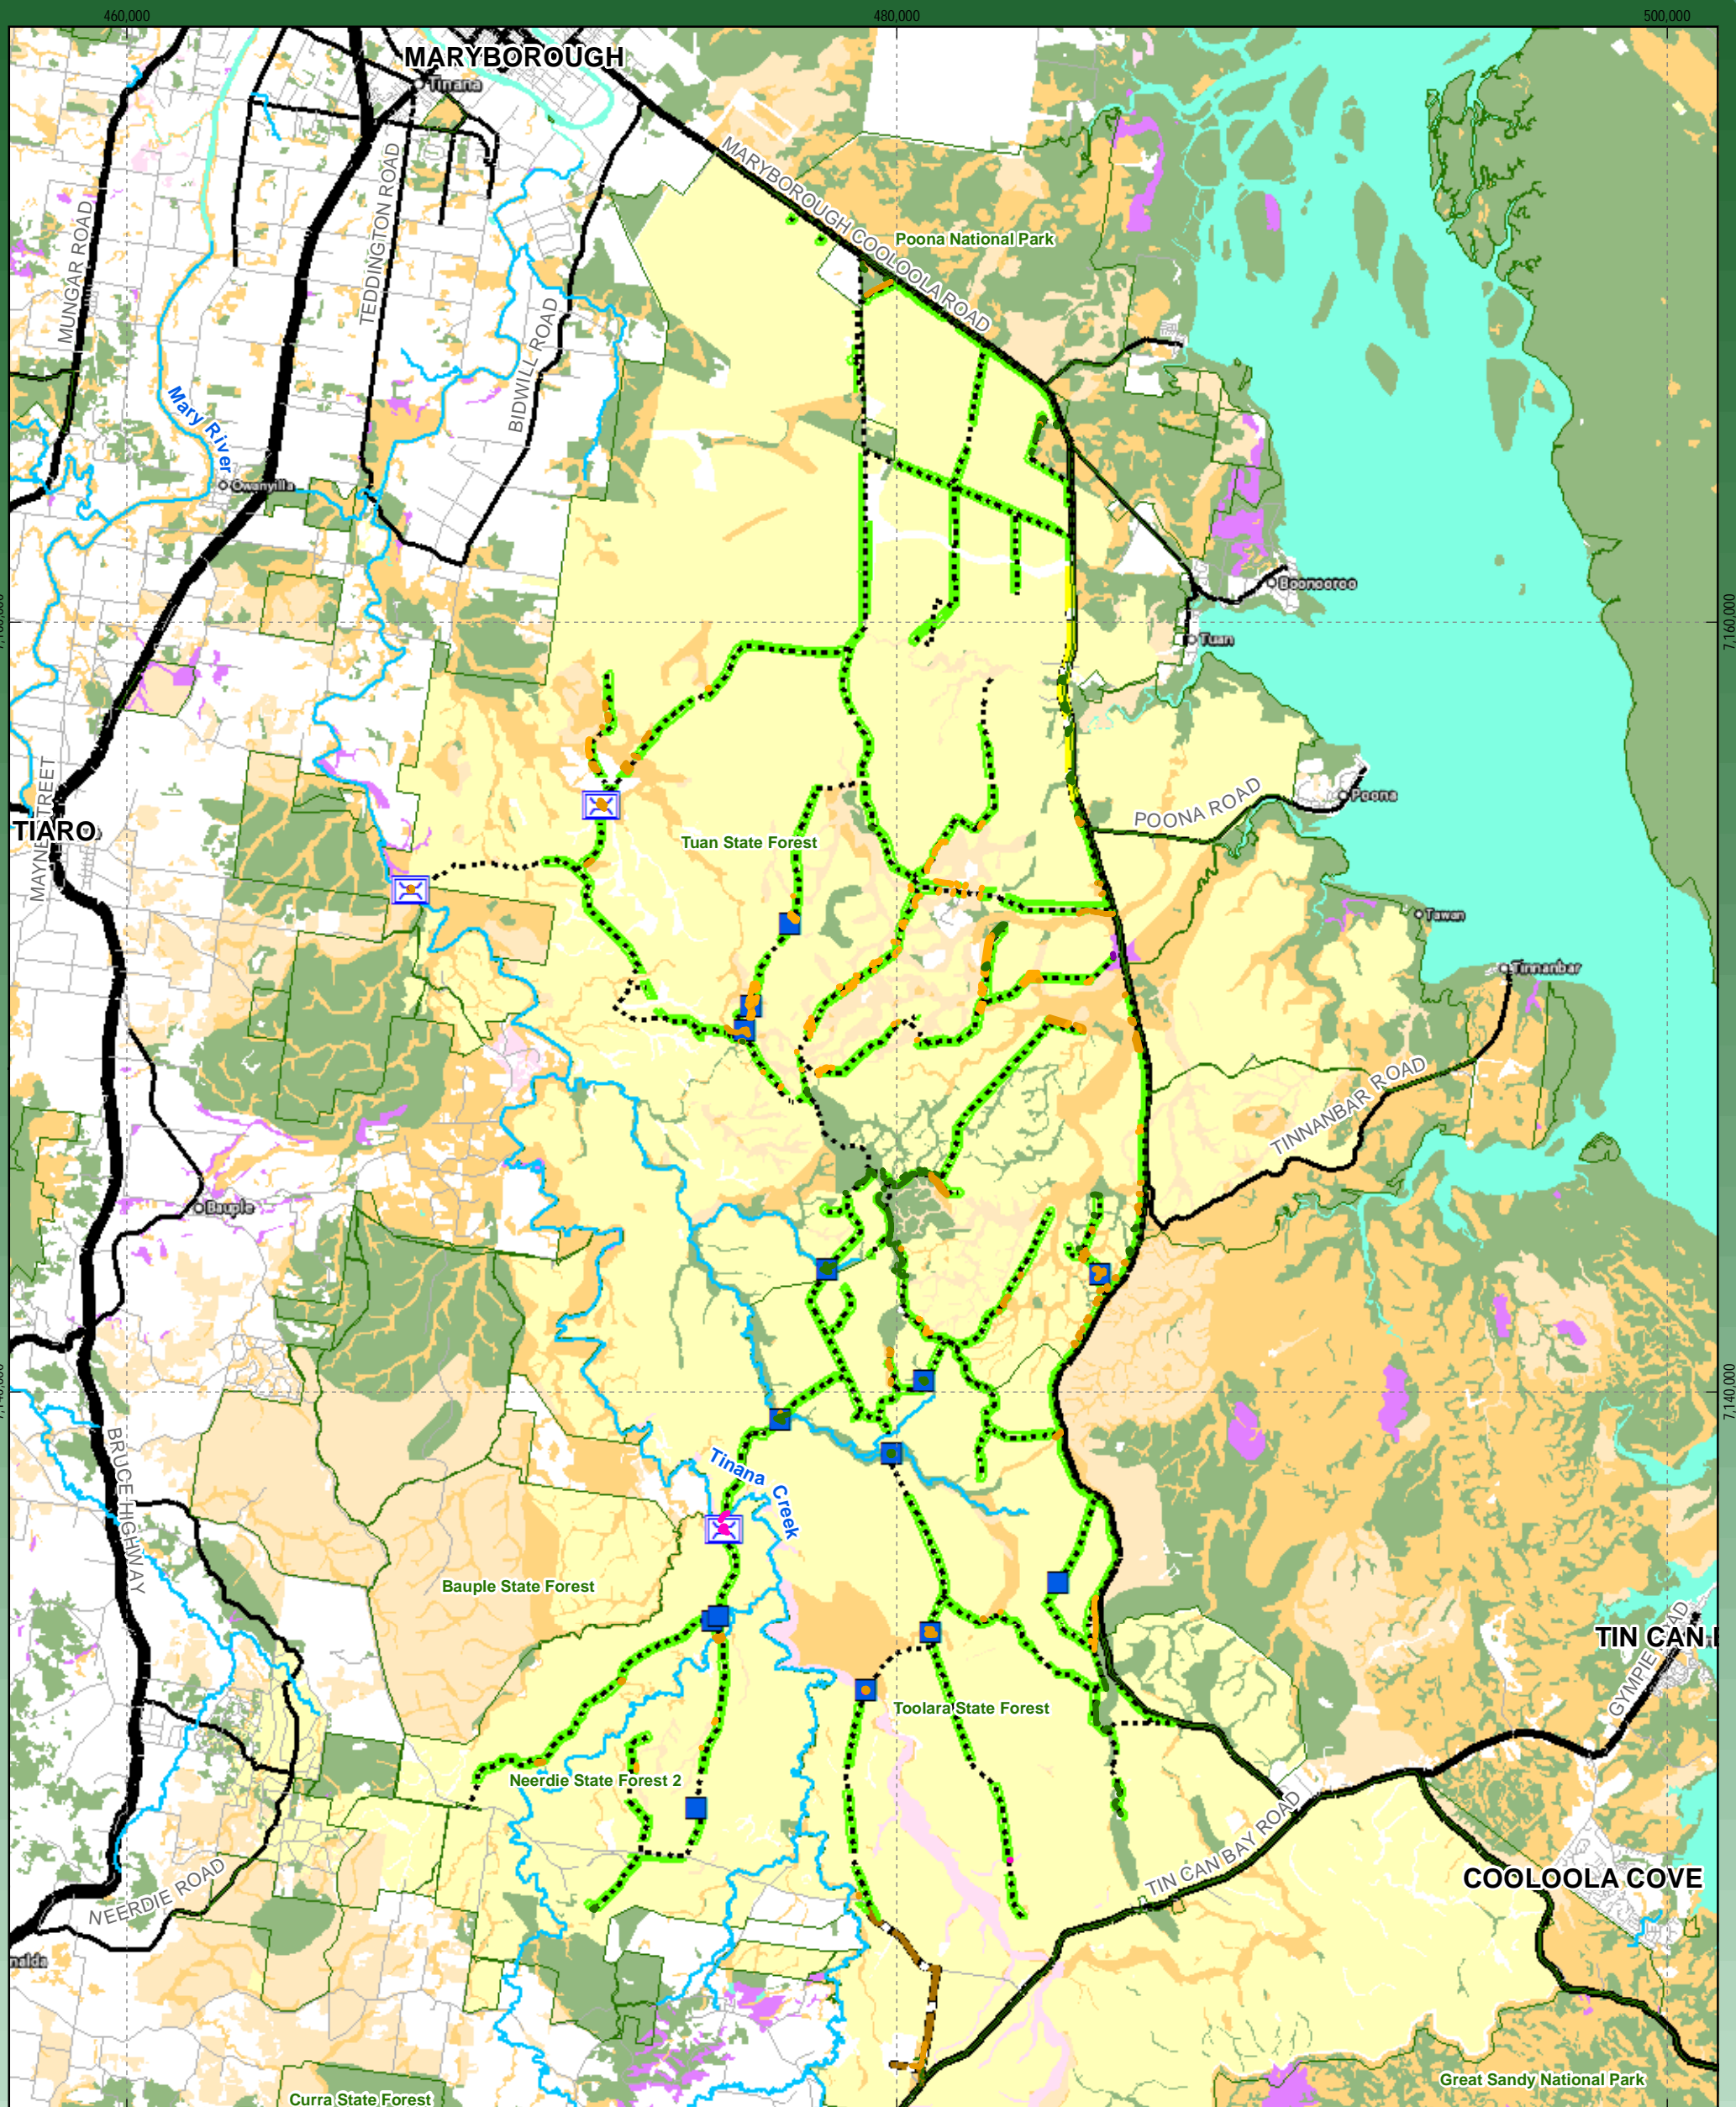 460,000
480,000
500,000
MARYBOROUGH
Tinana
MARYBOROUGH COOLOOLA ROAD
TEDDINGTON ROAD
MUNGAR ROAD
Poona National Park
BIDWILL ROAD
Mary River
Owanyilla
Boonooroo
7,160,000
Tuan
MAYNE STREET
TIARO
POONA ROAD
Poona
Tuan State Forest
Tawan
Tinnanbar
TINNANBAR ROAD
Bauple
7,140,000
BRUCE HIGHWAY
Tinana Creek
Bauple State Forest
GYMPIE ROAD
TIN CAN
Toolara State Forest
Neerdie State Forest 2
TIN CAN BAY ROAD
NEERDIE ROAD
COOLOOLA COVE
nalda
Great Sandy National Park
Curra State Forest